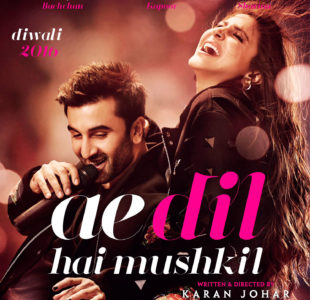 Bachchan Kapoor Sharma
diwali
2016
ae dil
hai mushkil
WRITTEN & DIRECTED BY
KARAN JOHAR